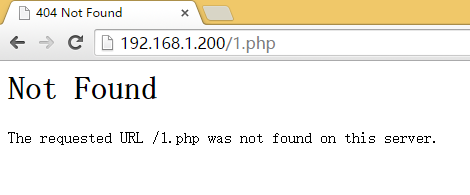 404 Not Found
192.168.1.200/1.php
Not Found
The requested URL /1.php was not found on this server.